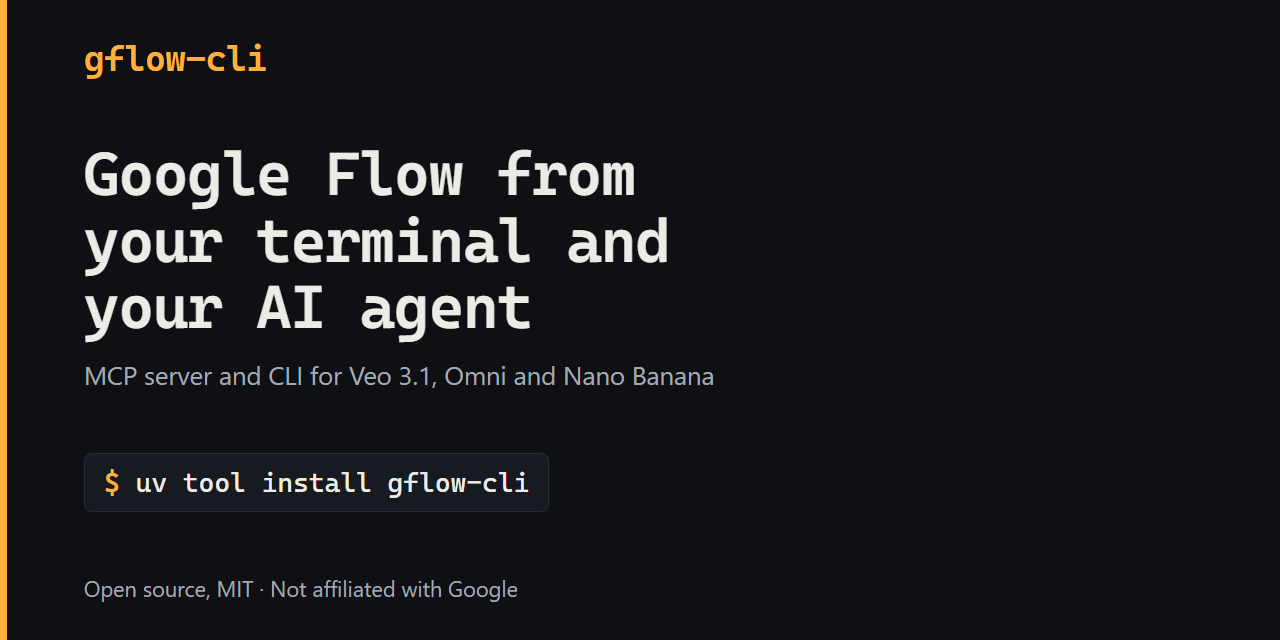 gflow-cli
Google Flow from
your terminal and
your AI agent
MCP server and CLI for Veo 3.1, Omni and Nano Banana
$ uv tool install gflow-cli
Open source, MIT · Not affiliated with Google